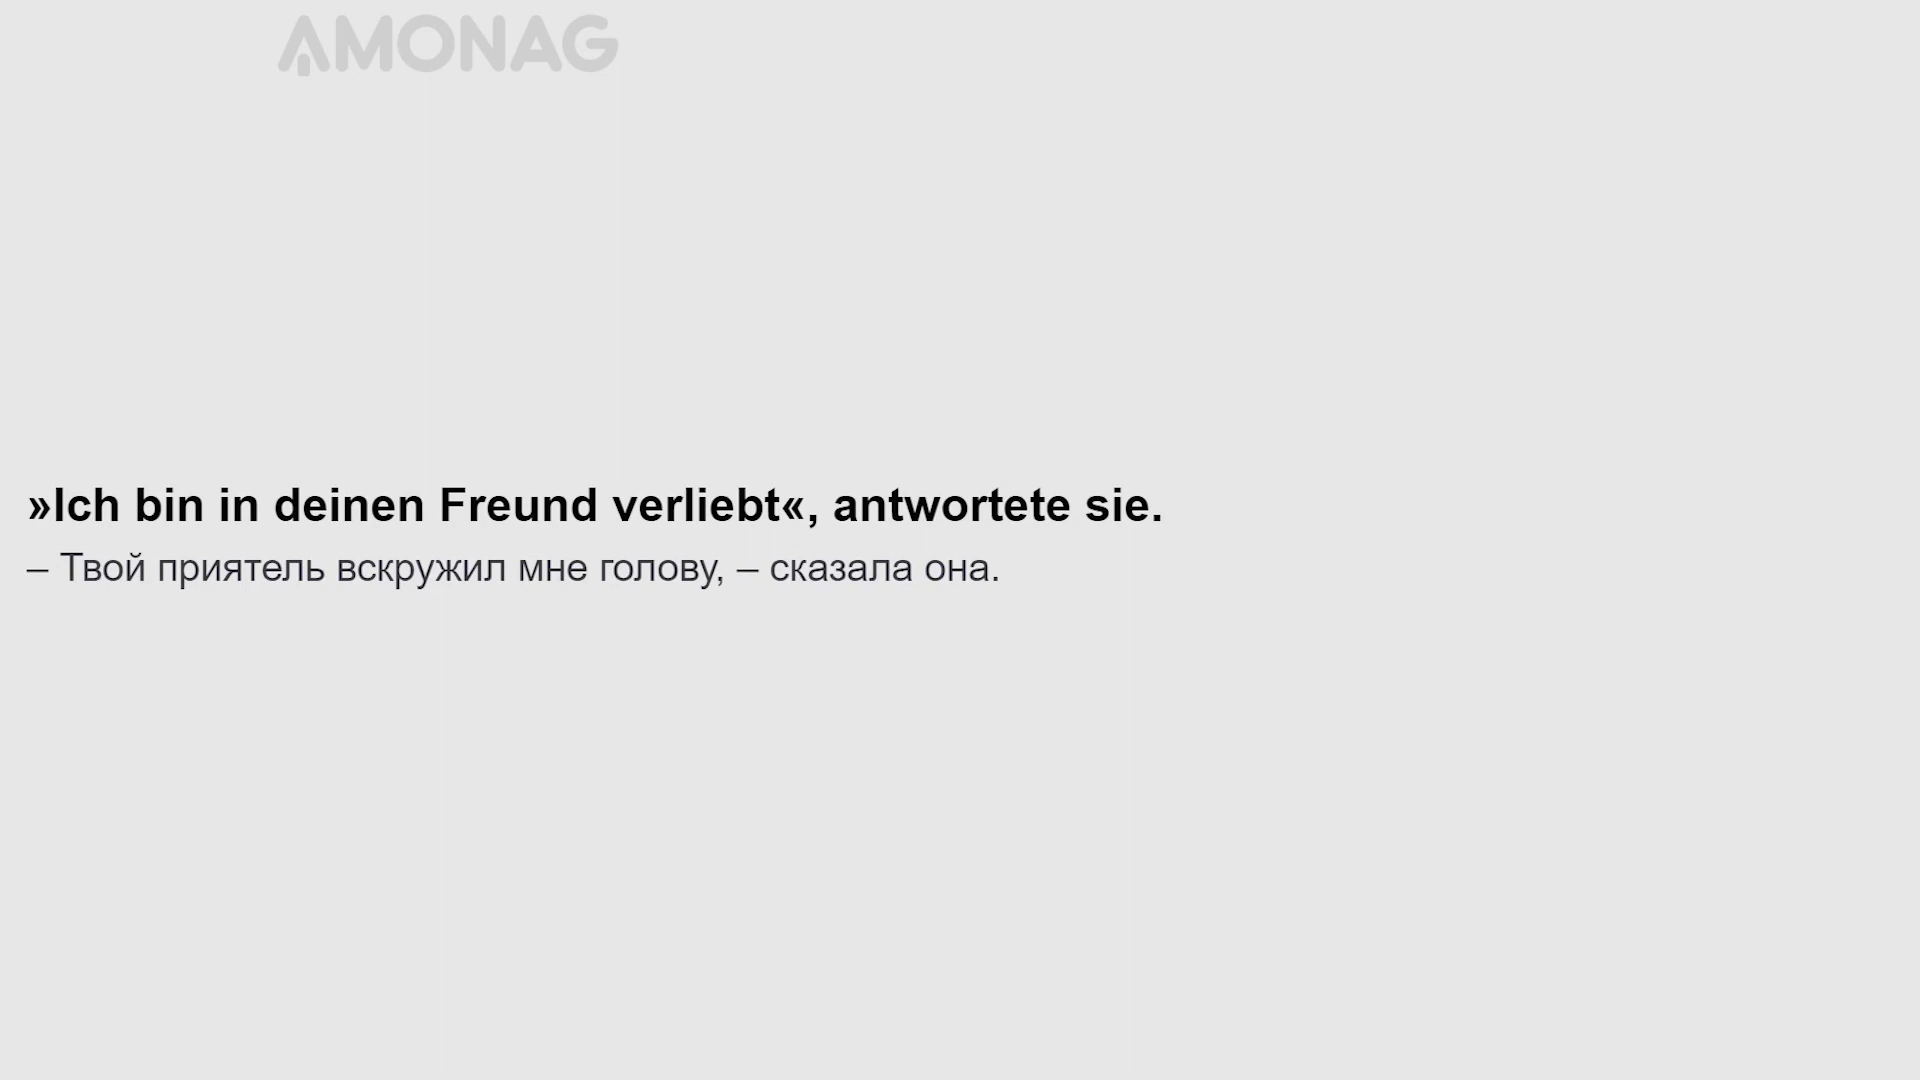 AMONAG
»Ich bin in deinen Freund verliebt«, antwortete sie.
– Твой приятель вскружил мне голову, – сказала она.